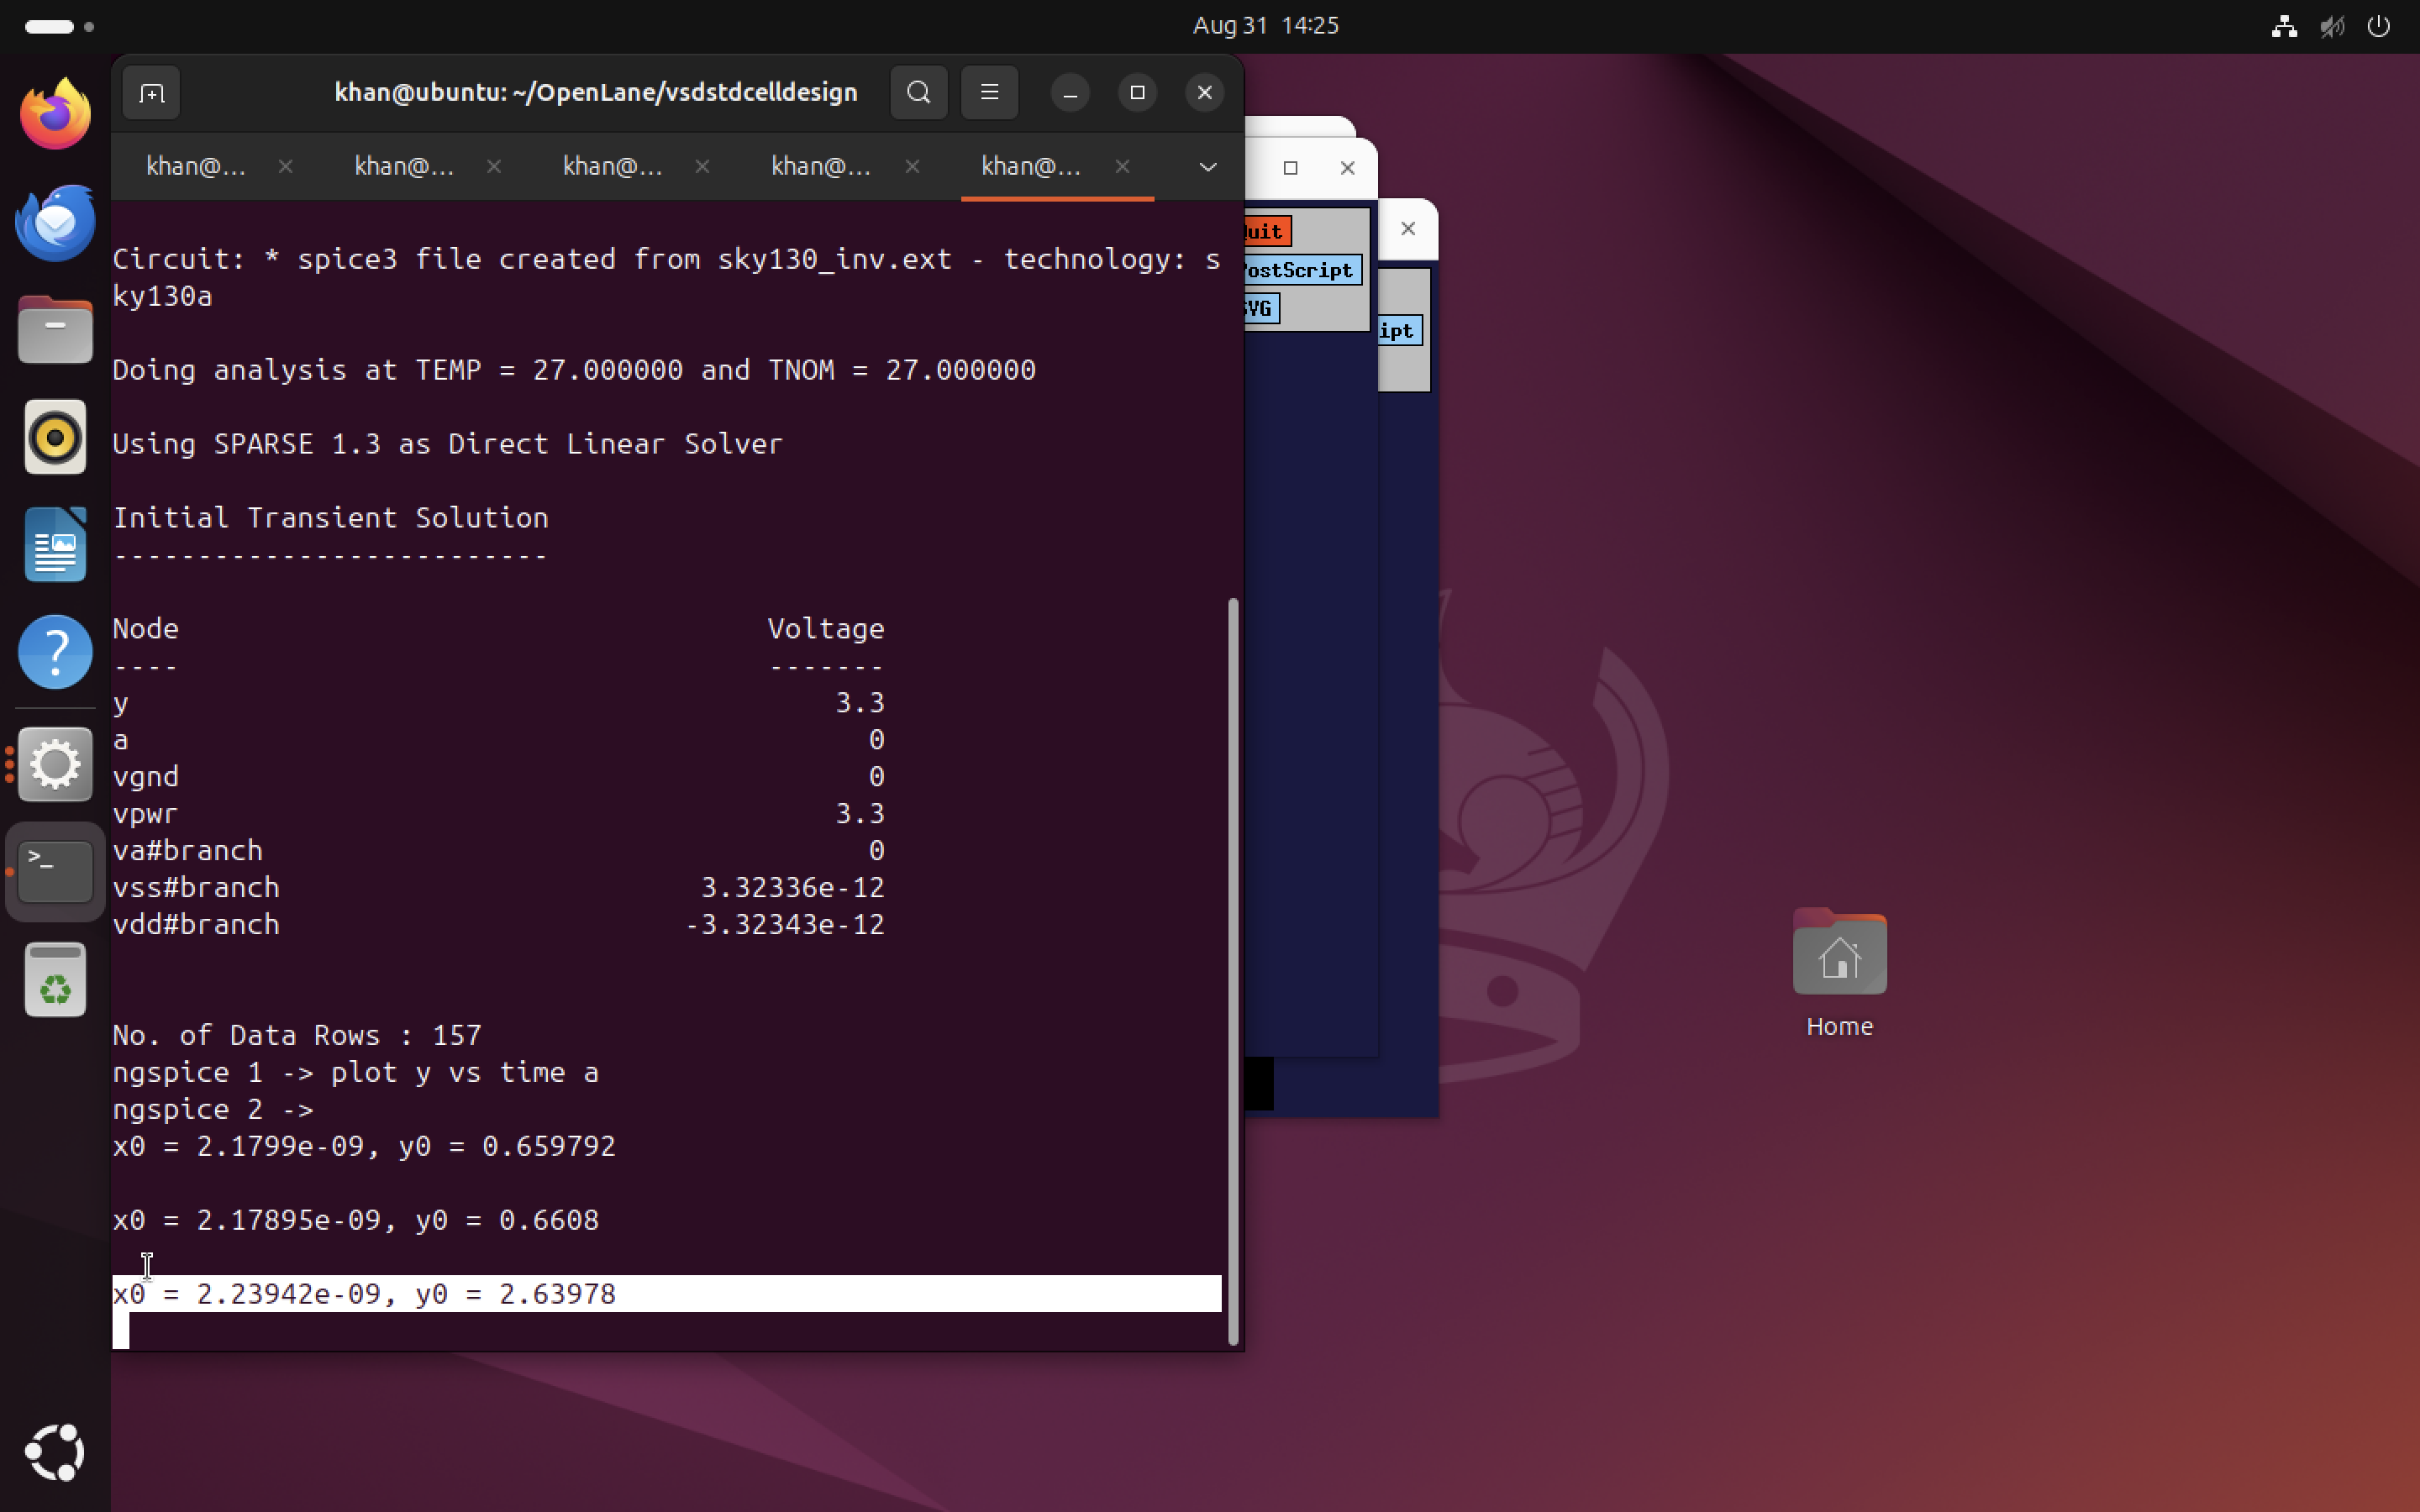 Aug 31 14:25
khan@ubuntu: ~/OpenLane/vsdstdcelldesign
khan@... khan@... khan@... khan@... khan@...
Circuit: * spice3 file created from sky130_inv.ext - technology: s
ky130a
Doing analysis at TEMP = 27.000000 and TNOM = 27.000000
Using SPARSE 1.3 as Direct Linear Solver
Initial Transient Solution
--------------------------
Node Voltage
---- -------
y 3.3
a 0
vgnd 0
vpwr 3.3
va#branch 0
vss#branch 3.32336e-12
vdd#branch -3.32343e-12
No. of Data Rows : 157
ngspice 1 -> plot y vs time a
ngspice 2 ->
x0 = 2.1799e-09, y0 = 0.659792
x0 = 2.17895e-09, y0 = 0.6608
x0 = 2.23942e-09, y0 = 2.63978
uit
ostScript
VG
ipt
Home